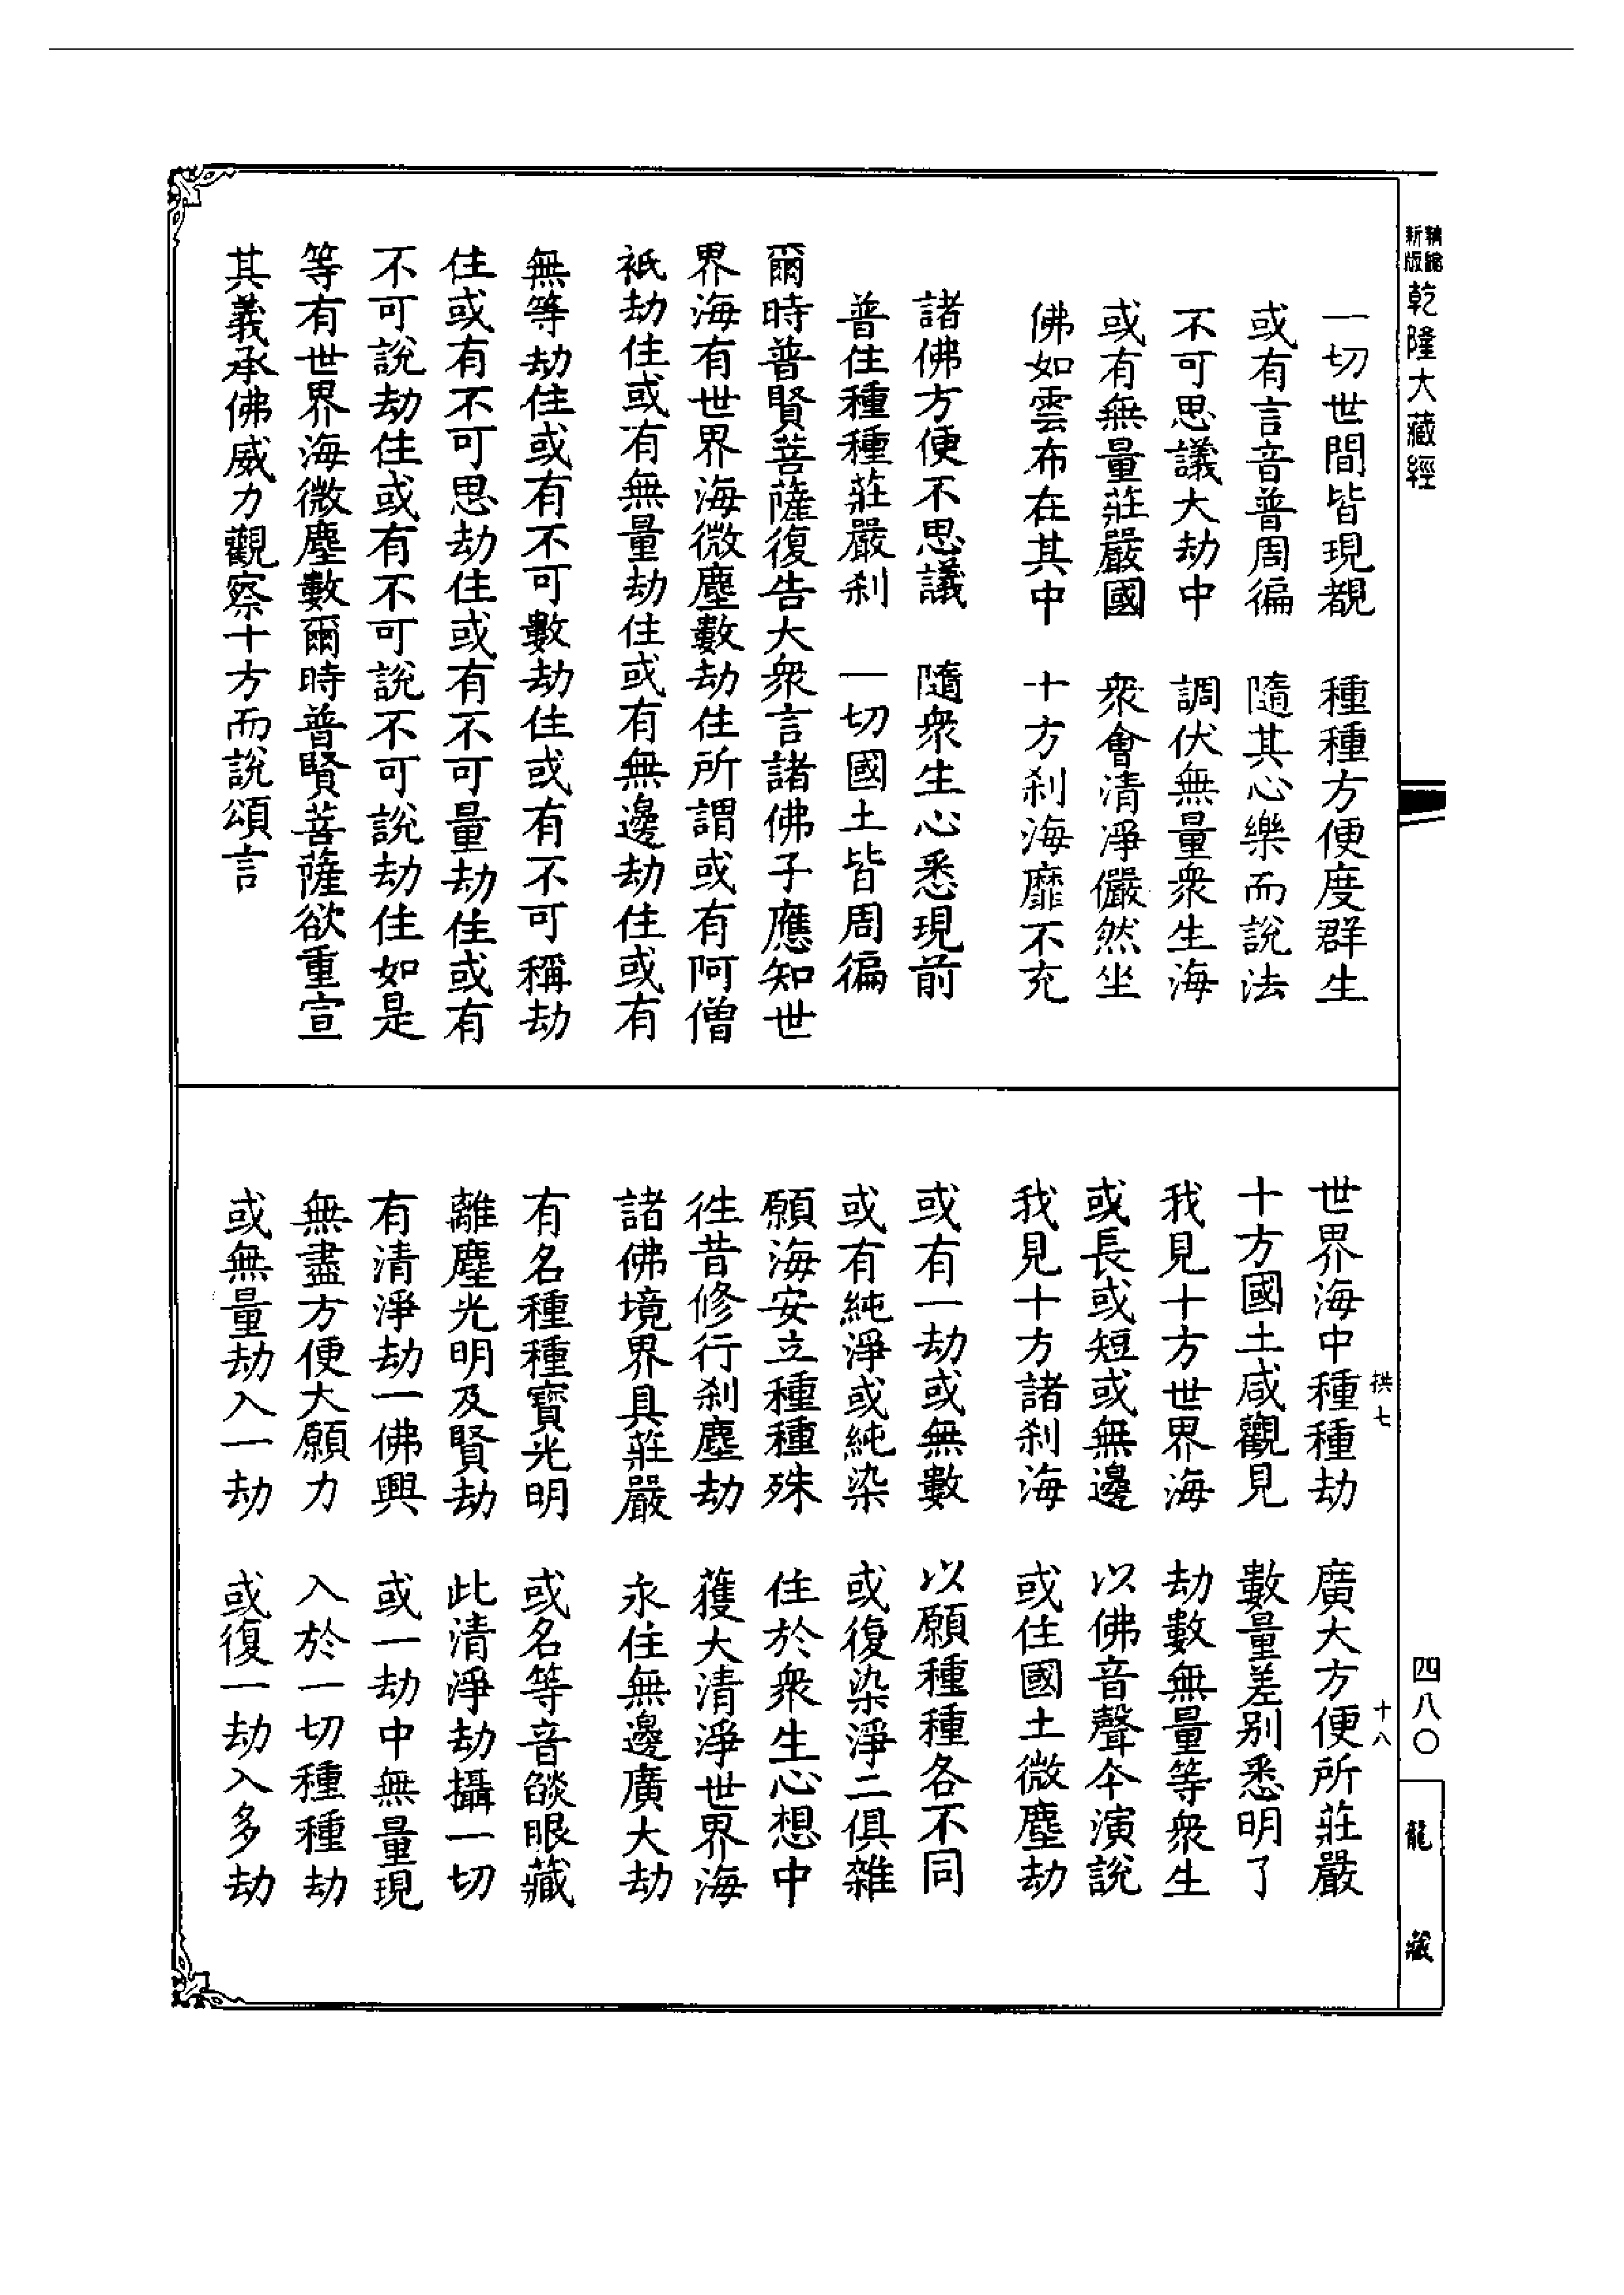 新版
乾隆大藏經
一切世間皆現覩　種種方便度群生
或有言音普周徧　隨其心樂而說法
不可思議大劫中　調伏無量衆生海
或有無量莊嚴國　衆會清淨儼然坐
佛如雲布在其中　十方刹海靡不充
諸佛方便不思議　隨衆生心悉現前
普住種種莊嚴刹　一切國土皆周徧
爾時普賢菩薩復告大衆言諸佛子應知世
界海有世界海微塵數劫住所謂或有阿僧
祇劫住或有無量劫住或有無邊劫住或有
無等劫住或有不可數劫住或有不可稱劫
住或有不可思劫住或有不可量劫住或有
不可說劫住或有不可說不可說劫住如是
等有世界海微塵數爾時普賢菩薩欲重宣
其義承佛威力觀察十方而說頌言
世界海中種種劫　廣大方便所莊嚴
十方國土咸觀見　數量差別悉明了
我見十方世界海　劫數無量等衆生
或長或短或無邊　以佛音聲今演說
我見十方諸刹海　或住國土微塵劫
或有一劫或無數　以願種種各不同
或有純淨或純染　或復染淨二俱雜
願海安立種種殊　住於衆生心想中
徃昔修行刹塵劫　獲大清淨世界海
諸佛境界具莊嚴　永住無邊廣大劫
有名種種寶光明　或名等音燄眼藏
離塵光明及賢劫　此清淨劫攝一切
有清淨劫一佛興　或一劫中無量現
無盡方便大願力　入於一切種種劫
或無量劫入一劫　或復一劫入多劫
拱七
十八
四八〇
龍藏